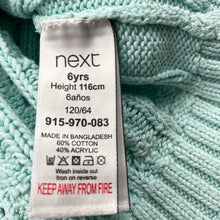 next
6yrs
Height 116cm
6años
120/64
915-970-083
MADE IN BANGLADESH
60% COTTON
40% ACRYLIC
Wash inside out
Iron on reverse
KEEP AWAY FROM FIRE